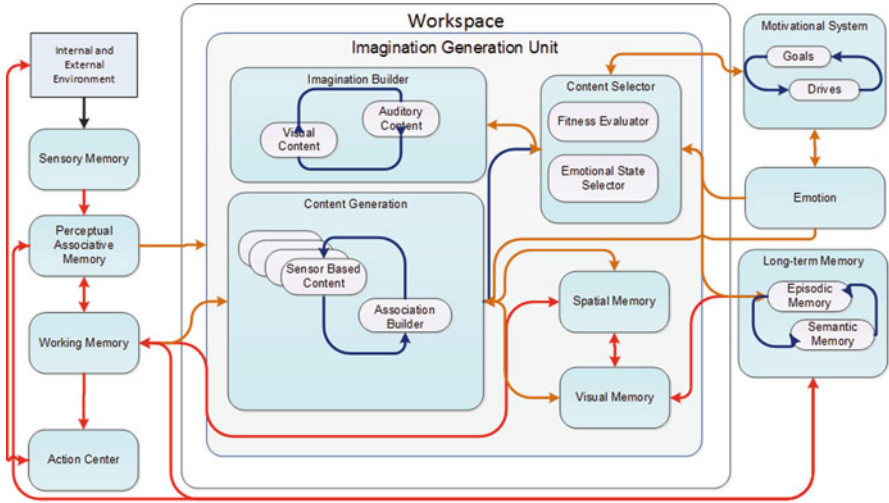 Workspace
Imagination Generation Unit
Internal and
External
Environment
Sensory Memory
Perceptual
Associative
Memory
Working Memory
Action Center
Imagination Builder
Auditory
Content
Visual
Content
Content Generation
Sensor Based
Content
Association
Builder
Content Selector
Fitness Evaluator
Emotional State
Selector
Spatial Memory
Visual Memory
Motivational System
Goals
Drives
Emotion
Long-term Memory
Episodic
Memory
Semantic
Memory